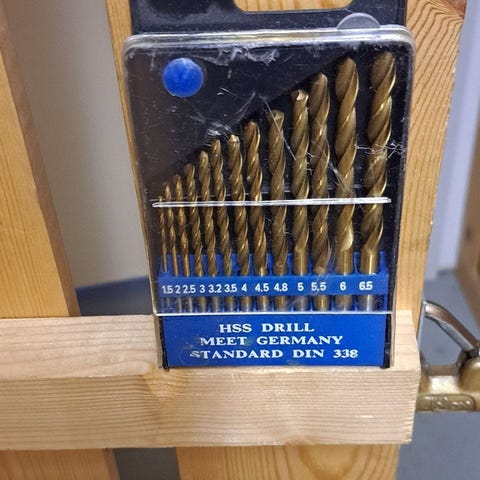 1.5 2 2.5 3 3.2 3.5 4 4.5 4.8 5 5.5 6 6.5
HSS DRILL
MEET GERMANY
STANDARD DIN 338